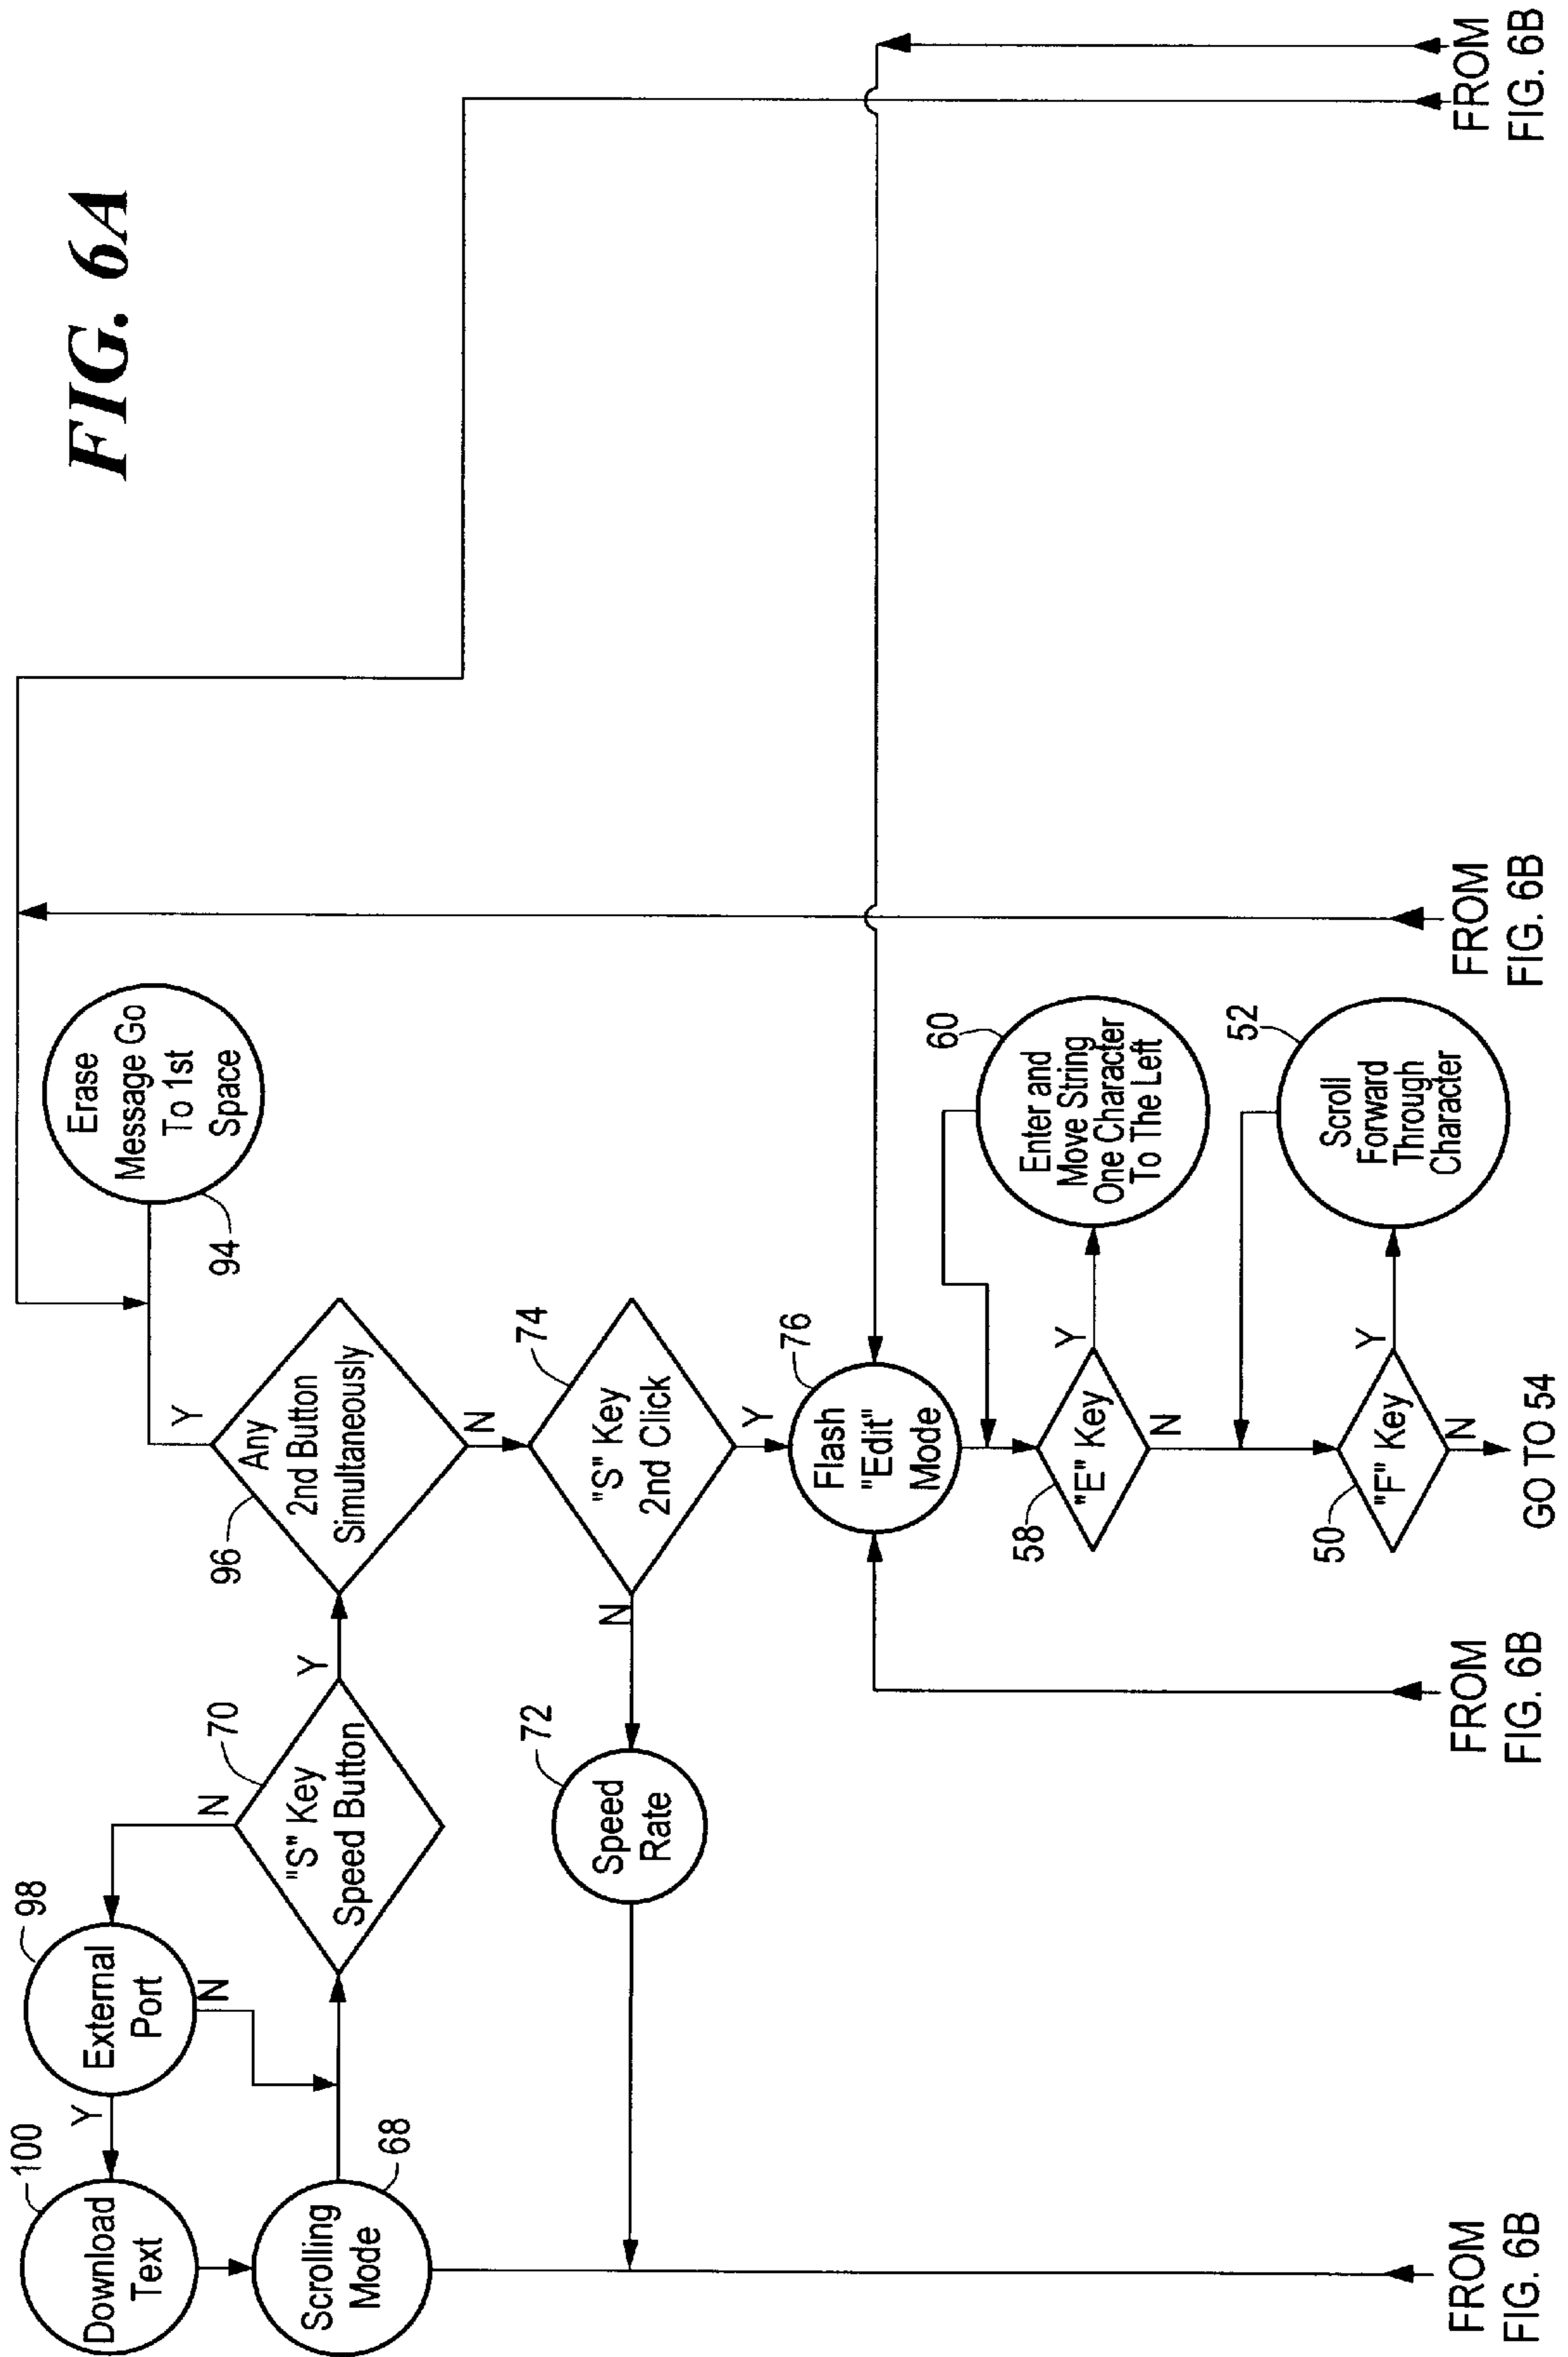 FIG. 6A
100
Download
Text
98
External
Port
Y
N
N
68
Scrolling
Mode
70
"S" Key
Speed Button
Y
96
Any
2nd Button
Simultaneously
Y
N
94
Erase
Message Go
To 1st
Space
72
Speed
Rate
N
74
"S" Key
2nd Click
Y
76
Flash
"Edit"
Mode
58
"E" Key
Y
N
60
Enter and
Move String
One Character
To The Left
50
"F" Key
Y
N
52
Scroll
Forward
Through
Character
GO TO 54
FROM
FIG. 6B
FROM
FIG. 6B
FROM
FIG. 6B
FROM
FIG. 6B